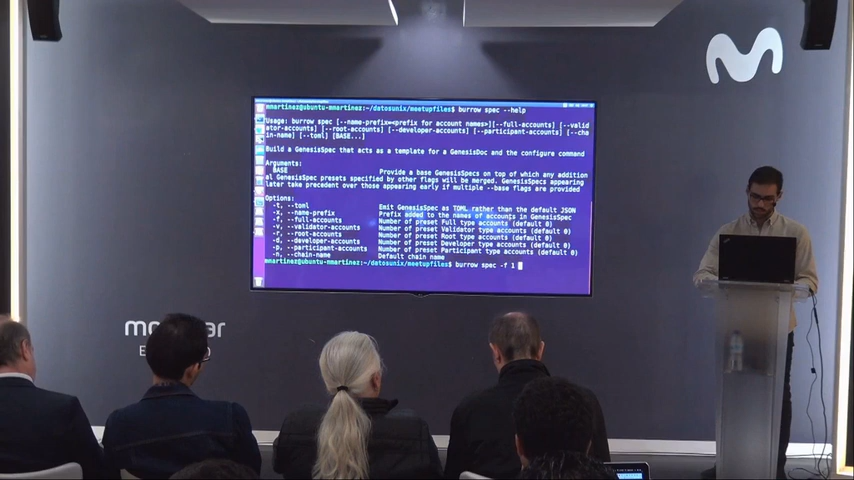 mmartinez@ubuntu-mmartinez:~/datosunix/meetupfiles$ burrow spec --help
Usage: burrow spec [--name-prefix=<prefix for account names>][--full-accounts] [--valid
ator-accounts] [--root-accounts] [--developer-accounts] [--participant-accounts] [--cha
in-name] [--toml] [BASE...]
Build a GenesisSpec that acts as a template for a GenesisDoc and the configure command
Arguments:
BASE Provide a base GenesisSpecs on top of which any addition
al GenesisSpec presets specified by other flags will be merged. GenesisSpecs appearing
later take precedent over those appearing early if multiple --base flags are provided
Options:
-t, --toml Emit GenesisSpec as TOML rather than the default JSON
-x, --name-prefix Prefix added to the names of accounts in GenesisSpec
-f, --full-accounts Number of preset Full type accounts (default 0)
-v, --validator-accounts Number of preset Validator type accounts (default 0)
-r, --root-accounts Number of preset Root type accounts (default 0)
-d, --developer-accounts Number of preset Developer type accounts (default 0)
-p, --participant-accounts Number of preset Participant type accounts (default 0)
-n, --chain-name Default chain name
mmartinez@ubuntu-mmartinez:~/datosunix/meetupfiles$ burrow spec -f 1